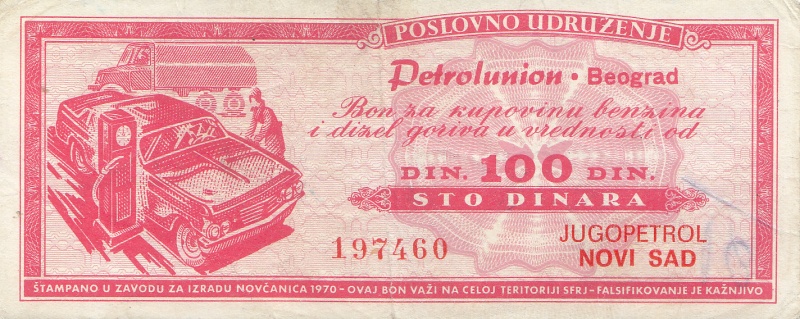 POSLOVNO UDRUŽENJE
Petrolunion • Beograd
Bon za kupovinu benzina
i dizel goriva u vrednosti od
DIN. 100 DIN.
STO DINARA
197460
JUGOPETROL
NOVI SAD
ŠTAMPANO U ZAVODU ZA IZRADU NOVČANICA 1970 – OVAJ BON VAŽI NA CELOJ TERITORIJI SFRJ – FALSIFIKOVANJE JE KAŽNJIVO